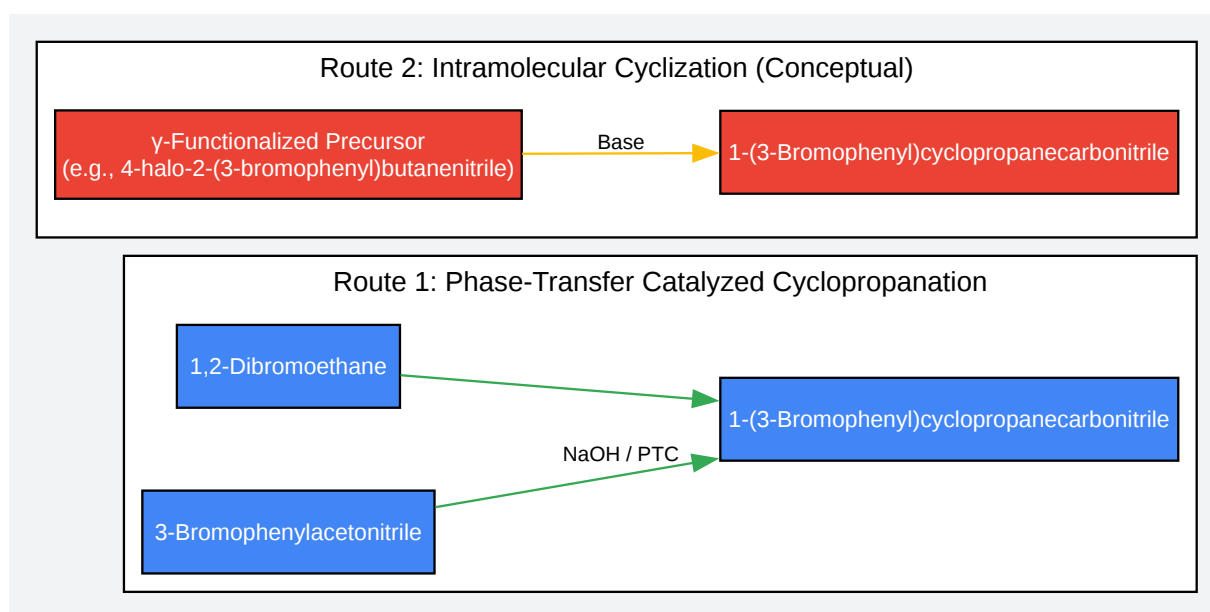 Route 2: Intramolecular Cyclization (Conceptual)
γ-Functionalized Precursor
(e.g., 4-halo-2-(3-bromophenyl)butanenitrile)
Base
1-(3-Bromophenyl)cyclopropanecarbonitrile
Route 1: Phase-Transfer Catalyzed Cyclopropanation
1,2-Dibromoethane
1-(3-Bromophenyl)cyclopropanecarbonitrile
NaOH / PTC
3-Bromophenylacetonitrile